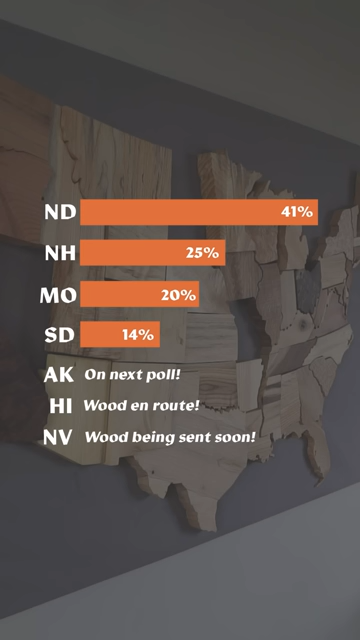 ND 41%
NH 25%
MO 20%
SD 14%
AK On next poll!
HI Wood en route!
NV Wood being sent soon!